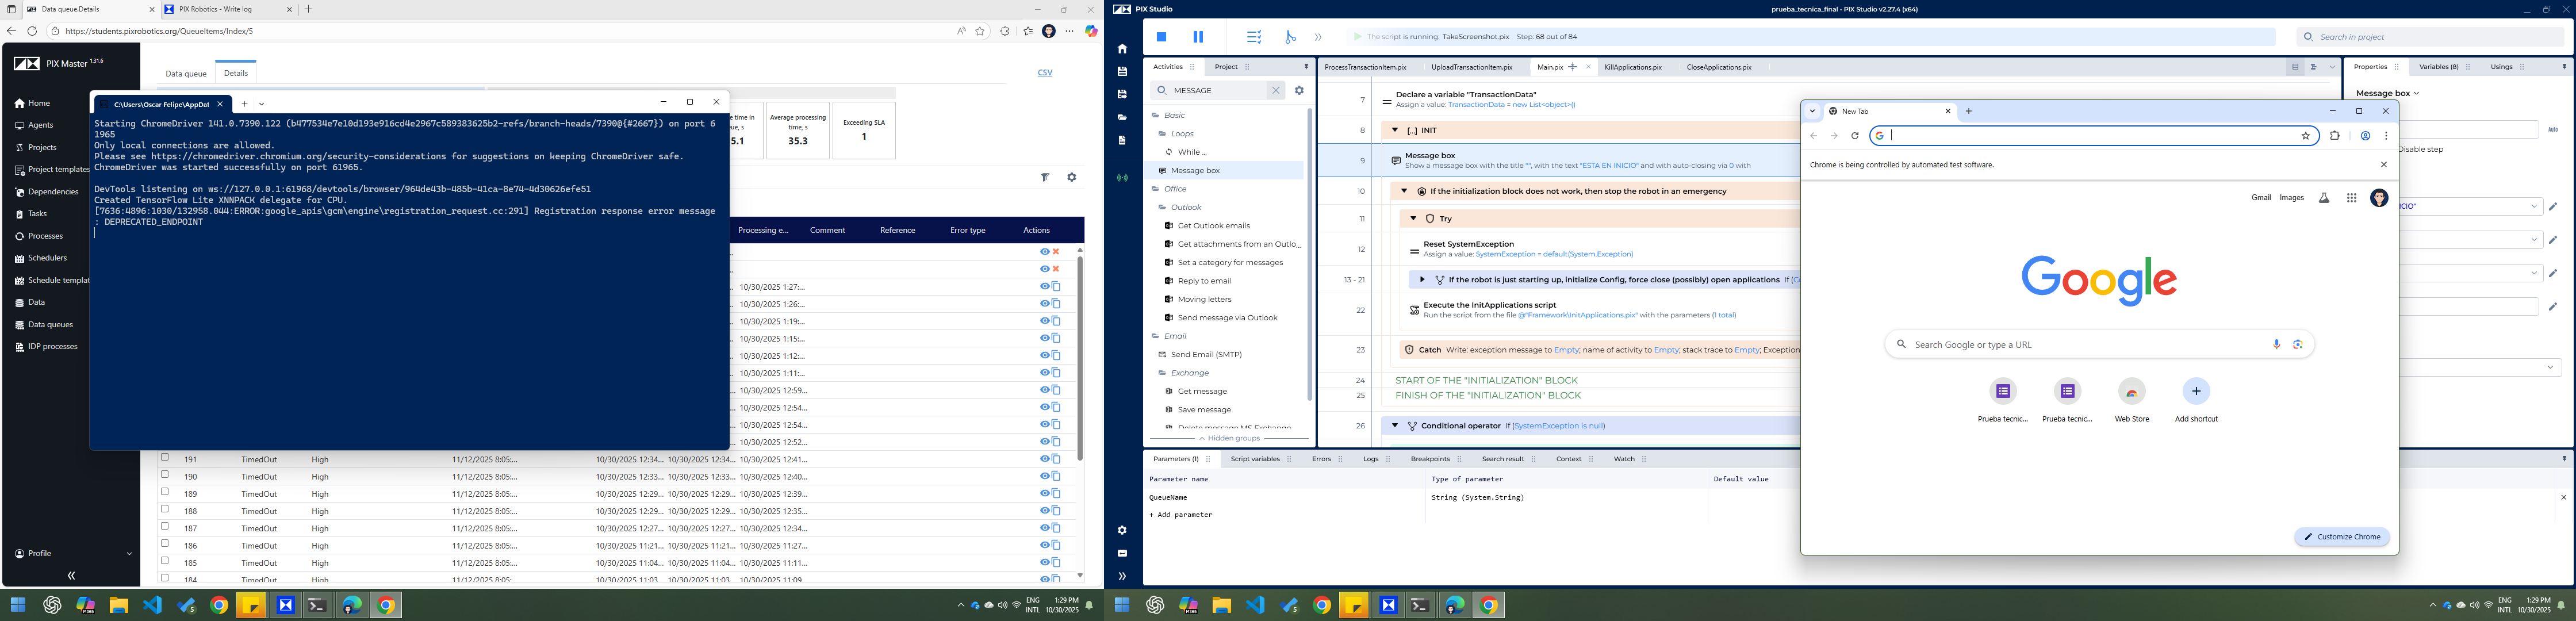 Data queue.Details
PIX Robotics - Write log
https://students.pixrobotics.org/QueueItems/Index/5
PIX Master 1.31.6
Home
Agents
Projects
Project templates
Dependencies
Tasks
Processes
Schedulers
Schedule templat
Data
Data queues
IDP processes
Profile
Data queue
Details
CSV
e time in
ue, s
5.1
Average processing
time, s
35.3
Exceeding SLA
1
C:\Users\Oscar Felipe\AppDat
Starting ChromeDriver 141.0.7390.122 (b477534e7e10d193e916cd4e2967c589383625b2-refs/branch-heads/7390@{#2667}) on port 6
1965
Only local connections are allowed.
Please see https://chromedriver.chromium.org/security-considerations for suggestions on keeping ChromeDriver safe.
ChromeDriver was started successfully on port 61965.
DevTools listening on ws://127.0.0.1:61968/devtools/browser/964de43b-485b-41ca-8e74-4d30626efe51
Created TensorFlow Lite XNNPACK delegate for CPU.
[7636:4896:1030/132958.044:ERROR:google_apis\gcm\engine\registration_request.cc:291] Registration response error message
: DEPRECATED_ENDPOINT
Processing e... Comment Reference Error type Actions
10/30/2025 1:27:...
10/30/2025 1:26:...
10/30/2025 1:19:...
10/30/2025 1:15:...
10/30/2025 1:12:...
10/30/2025 1:11:...
10/30/2025 12:59...
10/30/2025 12:54...
10/30/2025 12:54...
10/30/2025 12:52...
191 TimedOut High 11/12/2025 8:05:... 10/30/2025 12:34... 10/30/2025 12:34... 10/30/2025 12:41...
190 TimedOut High 11/12/2025 8:05:... 10/30/2025 12:33... 10/30/2025 12:33... 10/30/2025 12:40...
189 TimedOut High 11/12/2025 8:05:... 10/30/2025 12:29... 10/30/2025 12:29... 10/30/2025 12:39...
188 TimedOut High 11/12/2025 8:05:... 10/30/2025 12:29... 10/30/2025 12:29... 10/30/2025 12:35...
187 TimedOut High 11/12/2025 8:05:... 10/30/2025 12:27... 10/30/2025 12:27... 10/30/2025 12:34...
186 TimedOut High 11/12/2025 8:05:... 10/30/2025 11:21... 10/30/2025 11:21... 10/30/2025 11:27...
185 TimedOut High 11/12/2025 8:05:... 10/30/2025 11:04... 10/30/2025 11:04... 10/30/2025 11:11...
184 TimedOut High 11/12/2025 8:05:... 10/30/2025 11:03... 10/30/2025 11:03... 10/30/2025 11:09...
ENG
INTL
1:29 PM
10/30/2025
PIX Studio
prueba_tecnica_final - PIX Studio v2.27.4 (x64)
The script is running: TakeScreenshot.pix Step: 68 out of 84
Search in project
Activities
Project
MESSAGE
Basic
Loops
While ...
Message box
Office
Outlook
Get Outlook emails
Get attachments from an Outlo...
Set a category for messages
Reply to email
Moving letters
Send message via Outlook
Email
Send Email (SMTP)
Exchange
Get message
Save message
Delete message MS Exchange
Hidden groups
ProcessTransactionItem.pix
UploadTransactionItem.pix
Main.pix
KillApplications.pix
CloseApplications.pix
7 Declare a variable "TransactionData"
Assign a value: TransactionData = new List<object>()
8 [...] INIT
9 Message box
Show a message box with the title "", with the text "ESTA EN INICIO" and with auto-closing via 0 with
10 If the initialization block does not work, then stop the robot in an emergency
11 Try
12 Reset SystemException
Assign a value: SystemException = default(System.Exception)
13 - 21 If the robot is just starting up, initialize Config, force close (possibly) open applications If (C
22 Execute the InitApplications script
Run the script from the file @"Framework\InitApplications.pix" with the parameters (1 total)
23 Catch Write: exception message to Empty; name of activity to Empty; stack trace to Empty; Exception
24 START OF THE "INITIALIZATION" BLOCK
25 FINISH OF THE "INITIALIZATION" BLOCK
26 Conditional operator If (SystemException is null)
Properties
Variables (8)
Usings
Message box
Auto
Disable step
ICIO"
New Tab
Chrome is being controlled by automated test software.
Gmail Images
Google
Search Google or type a URL
Prueba tecnic...
Prueba tecnic...
Web Store
Add shortcut
Customize Chrome
Parameters (1)
Script variables
Errors
Logs
Breakpoints
Search result
Context
Watch
Parameter name Type of parameter Default value
QueueName String (System.String)
+ Add parameter
ENG
INTL
1:29 PM
10/30/2025